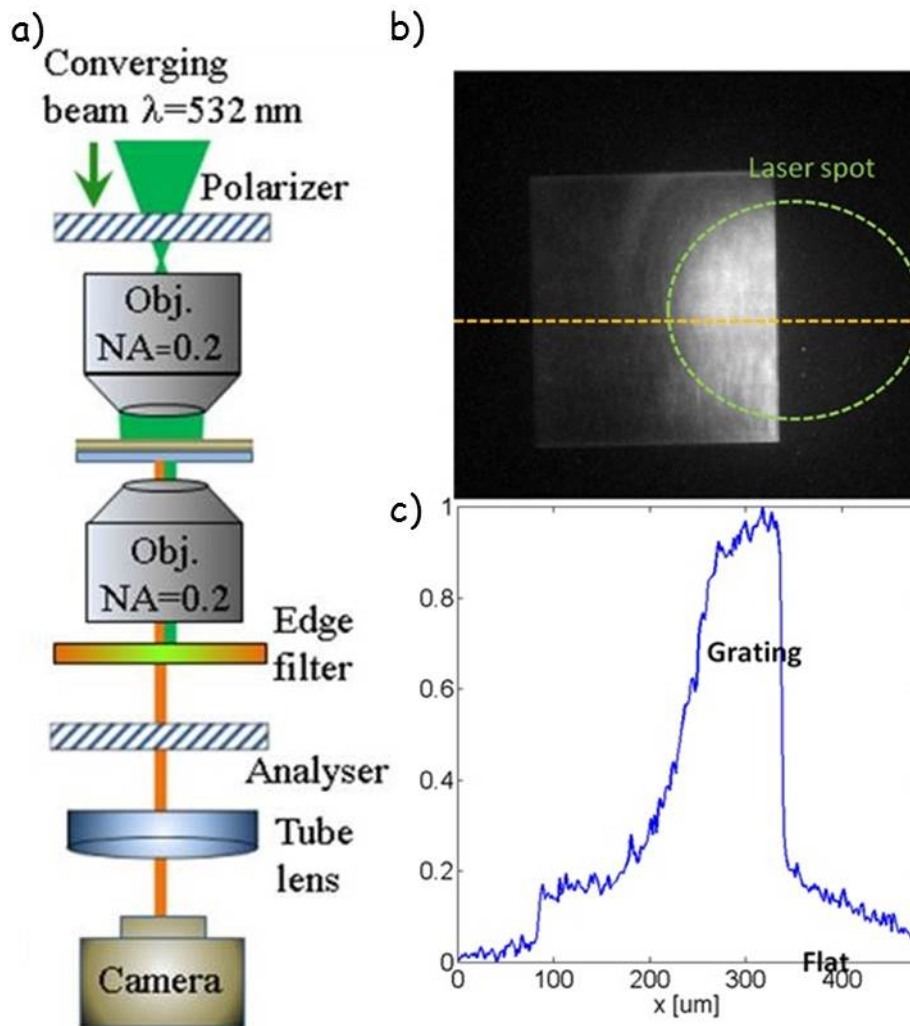 a)
Converging
beam λ=532 nm
Polarizer
Obj.
NA=0.2
Obj.
NA=0.2
Edge
filter
Analyser
Tube
lens
Camera
b)
Laser spot
c)
1
0.8
0.6
0.4
0.2
0
Grating
Flat
0 100 200 300 400
x [um]